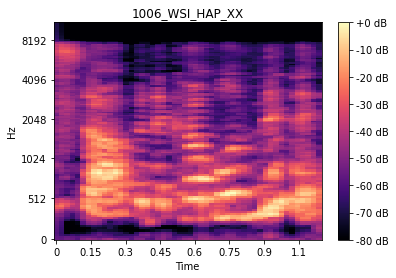 1006_WSI_HAP_XX
+0 dB
8192
-10 dB
4096
-20 dB
-30 dB
2048
Hz
-40 dB
1024
-50 dB
512
-60 dB
-70 dB
0
-80 dB
0 0.15 0.3 0.45 0.6 0.75 0.9 1.1
Time